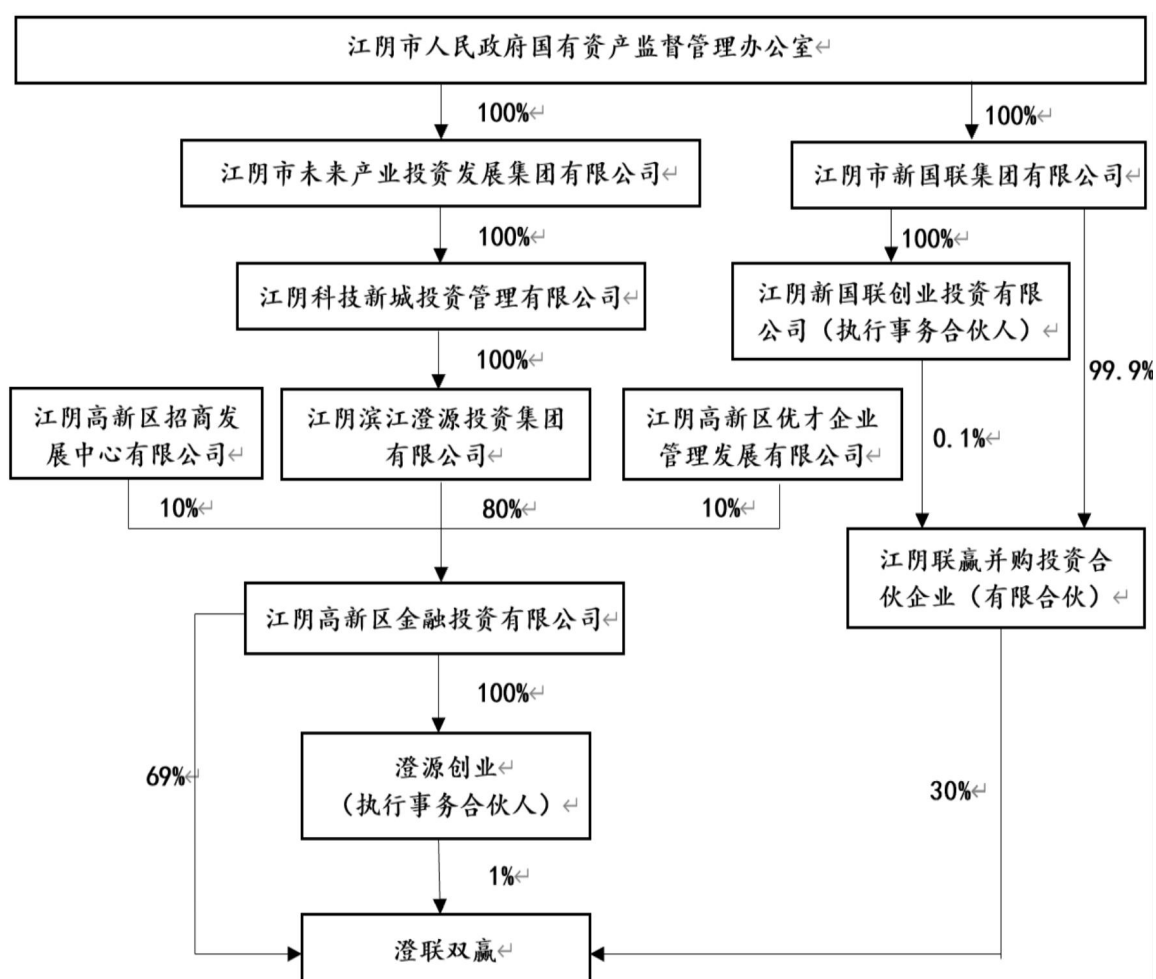 江阴市人民政府国有资产监督管理办公室↵
100%↵
100%↵
江阴市未来产业投资发展集团有限公司↵
江阴市新国联集团有限公司↵
100%↵
100%↵
江阴科技新城投资管理有限公司↵
江阴新国联创业投资有限
公司（执行事务合伙人）↵
100%↵
99.9%
江阴高新区招商发
展中心有限公司↵
江阴滨江澄源投资集团
有限公司↵
江阴高新区优才企业
管理发展有限公司↵
0.1%↵
10%↵
80%↵
10%↵
江阴联赢并购投资合
伙企业（有限合伙）↵
江阴高新区金融投资有限公司↵
100%↵
69%↵
澄源创业↵
（执行事务合伙人）↵
30%↵
1%↵
澄联双赢↵